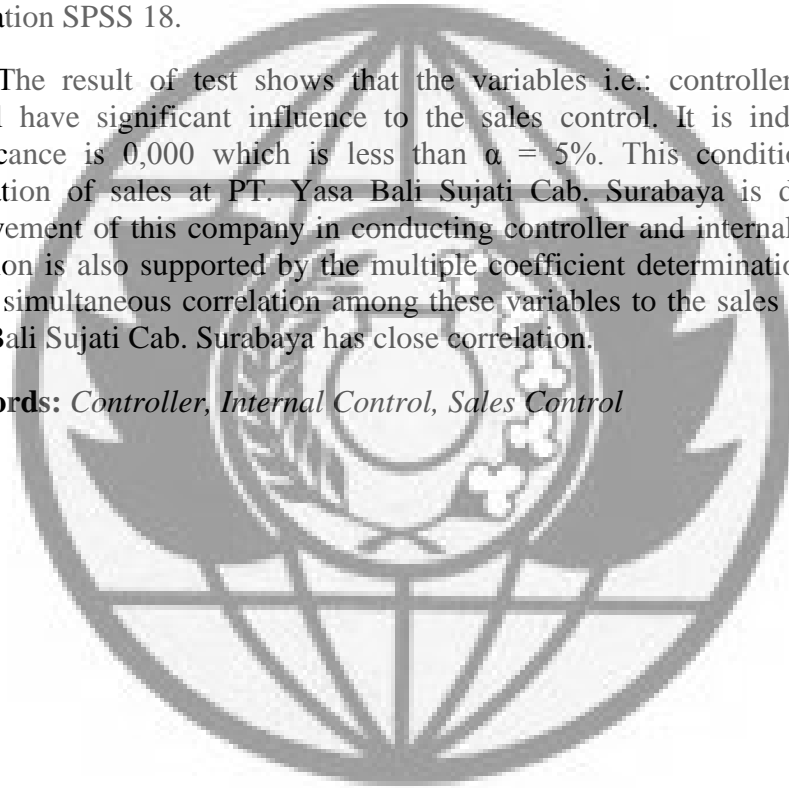 ation SPSS 18.
The result of test shows that the variables i.e.: controller
l have significant influence to the sales control. It is ind
cance is 0,000 which is less than α = 5%. This conditio
tion of sales at PT. Yasa Bali Sujati Cab. Surabaya is d
vement of this company in conducting controller and internal
ion is also supported by the multiple coefficient determinatio
simultaneous correlation among these variables to the sales
Bali Sujati Cab. Surabaya has close correlation.
ords: Controller, Internal Control, Sales Control